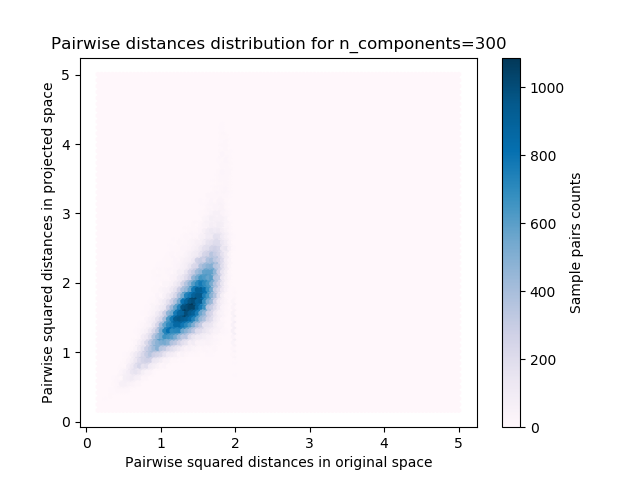 Pairwise distances distribution for n_components=300
Pairwise squared distances in projected space
5
4
3
2
1
0
0 1 2 3 4 5
Pairwise squared distances in original space
1000
800
600
400
200
0
Sample pairs counts